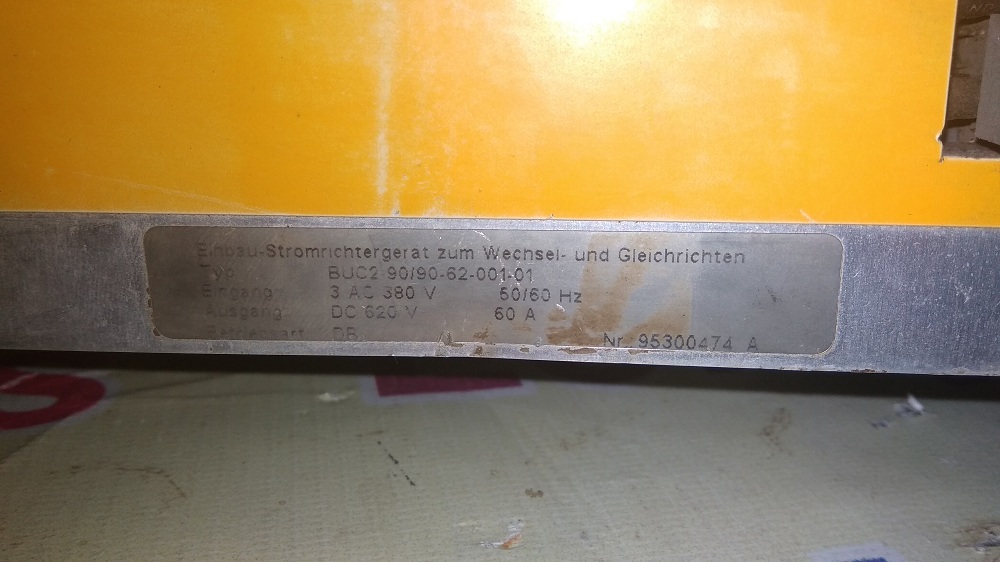 Einbau-Stromrichtergerät zum Wechsel- und Gleichrichten
Typ BUC2-90/90-62-001-01
Eingang 3 AC 380 V 50/60 Hz
Ausgang DC 620 V 60 A
Betriebsart DB Nr. 95300474 A